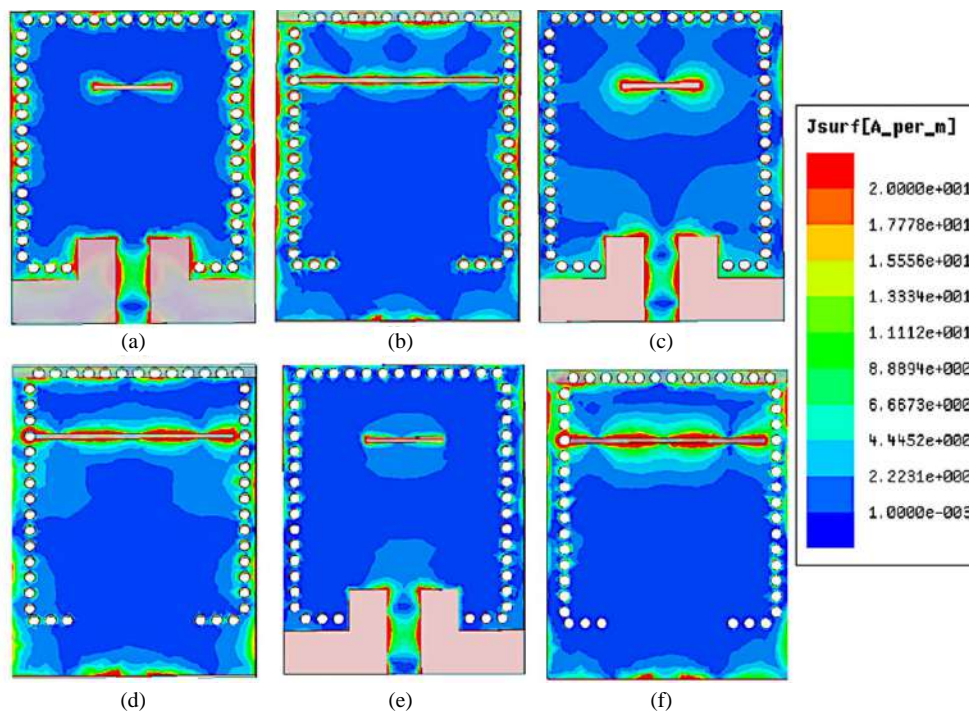 (a)
(b)
(c)
Jsurf[A_per_m]
2.0000e+001
1.7778e+001
1.5556e+001
1.3334e+001
1.1112e+001
8.8894e+000
6.6673e+000
4.4452e+000
2.2231e+000
1.0000e-003
(d)
(e)
(f)